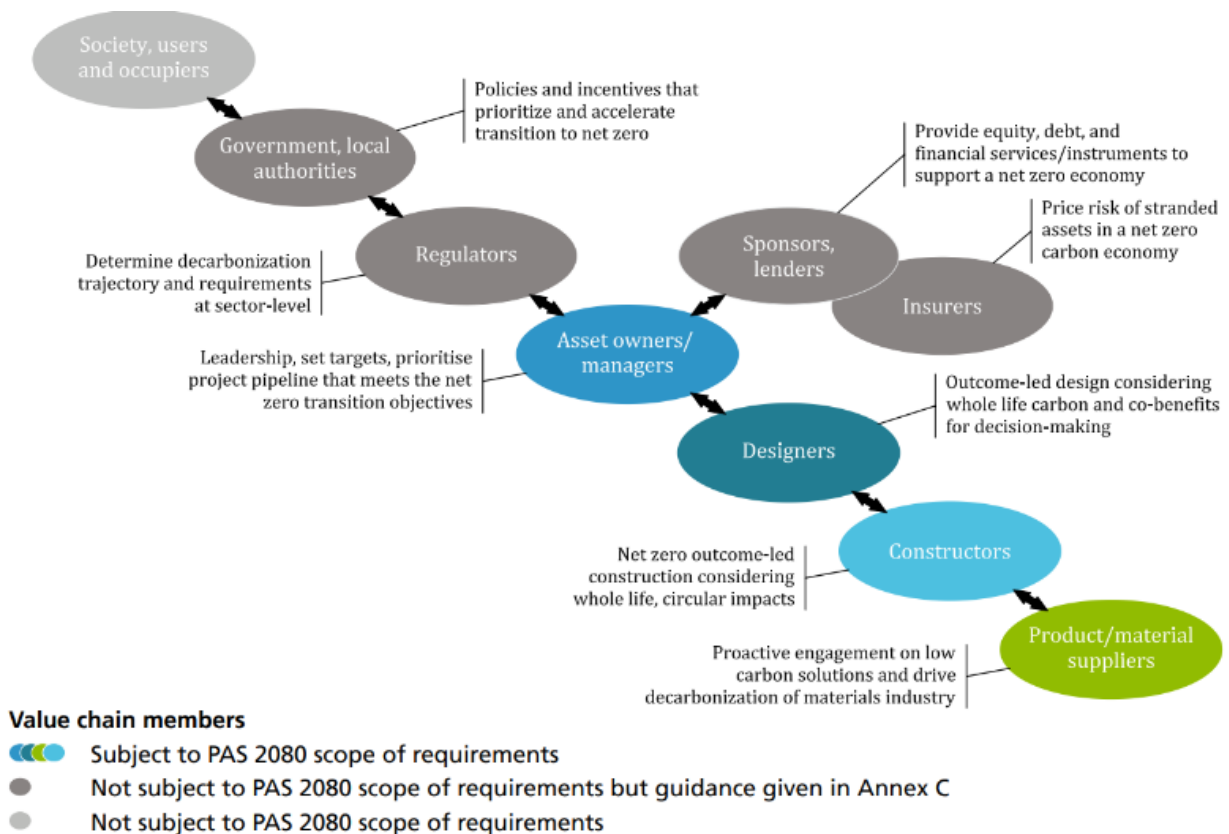 Society, users
and occupiers
Policies and incentives that
prioritize and accelerate
transition to net zero
Government, local
authorities
Provide equity, debt, and
financial services/instruments to
support a net zero economy
Price risk of stranded
assets in a net zero
carbon economy
Regulators
Sponsors,
lenders
Determine decarbonization
trajectory and requirements
at sector-level
Insurers
Asset owners/
managers
Leadership, set targets, prioritise
project pipeline that meets the net
zero transition objectives
Outcome-led design considering
whole life carbon and co-benefits
for decision-making
Designers
Constructors
Net zero outcome-led
construction considering
whole life, circular impacts
Product/material
suppliers
Proactive engagement on low
carbon solutions and drive
decarbonization of materials industry
Value chain members
Subject to PAS 2080 scope of requirements
Not subject to PAS 2080 scope of requirements but guidance given in Annex C
Not subject to PAS 2080 scope of requirements